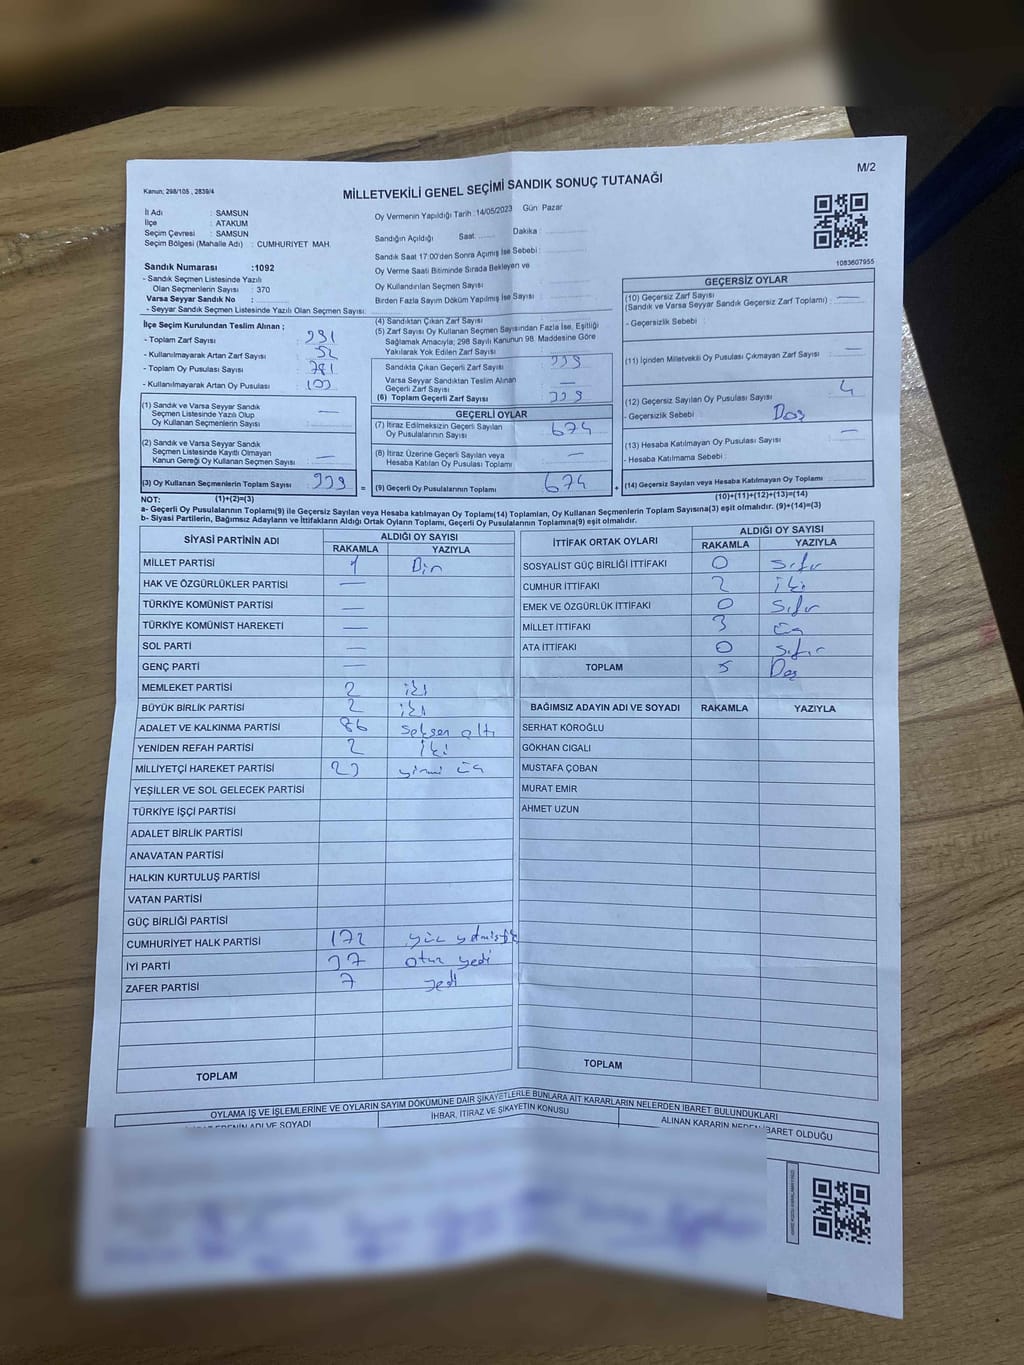 M/2
Kanun; 298/105 , 2839/4
MİLLETVEKİLİ GENEL SEÇİMİ SANDIK SONUÇ TUTANAĞI
İl Adı : SAMSUN
İlçe : ATAKUM
Seçim Çevresi : SAMSUN
Seçim Bölgesi (Mahalle Adı) : CUMHURIYET MAH.
Sandık Numarası :1092
- Sandık Seçmen Listesinde Yazılı
Olan Seçmen Sayısı : 370
Varsa Seyyar Sandık No :
- Seyyar Sandık Seçmen Listesinde Yazılı Olan Seçmen Sayısı :
Oy Vermenin Yapıldığı Tarih : 14/05/2023 Gün Pazar
Sandığın Açıldığı Saat: Dakika :
Sandık Saat 17:00'den Sonra Açımış İse Sebebi :
Oy Verme Saati Bitiminde Sırada Bekleyen ve
Oy Kullandırılan Seçmen Sayısı :
Birden Fazla Sayım Döküm Yapılmış İse Sayısı :
1083607955
İlçe Seçim Kurulundan Teslim Alınan ;
- Toplam Zarf Sayısı :
- Kullanılmayarak Artan Zarf Sayısı : 52
- Toplam Oy Pusulası Sayısı :
- Kullanılmayarak Artan Oy Pusulası :
(4) Sandıktan Çıkan Zarf Sayısı :
(5) Zarf Sayısı Oy Kullanan Seçmen Sayısından Fazla İse, Eşitliği
Sağlamak Amacıyla; 298 Sayılı Kanunun 98. Maddesine Göre
Yakılarak Yok Edilen Zarf Sayısı :
Sandıkta Çıkan Geçerli Zarf Sayısı :
Varsa Seyyar Sandıktan Teslim Alınan
Geçerli Zarf Sayısı : —
(6) Toplam Geçerli Zarf Sayısı :
GEÇERSİZ OYLAR
(10) Geçersiz Zarf Sayısı
(Sandık ve Varsa Seyyar Sandık Geçersiz Zarf Toplamı) : —
- Geçersizlik Sebebi :
(11) İçinden Milletvekili Oy Pusulası Çıkmayan Zarf Sayısı : —
(12) Geçersiz Sayılan Oy Pusulası Sayısı : 4
- Geçersizlik Sebebi :
(13) Hesaba Katılmayan Oy Pusulası Sayısı : —
- Hesaba Katılmama Sebebi :
(14) Geçersiz Sayılan veya Hesaba Katılmayan Oy Toplamı
(1) Sandık ve Varsa Seyyar Sandık
Seçmen Listesinde Yazılı Olup
Oy Kullanan Seçmenlerin Sayısı : —
(2) Sandık ve Varsa Seyyar Sandık
Seçmen Listesinde Kayıtlı Olmayan
Kanun Gereği Oy Kullanan Seçmen Sayısı : —
(3) Oy Kullanan Seçmenlerin Toplam Sayısı :
GEÇERLİ OYLAR
(7) İtiraz Edilmeksizin Geçerli Sayılan
Oy Pusulalarının Sayısı : 674
(8) İtiraz Üzerine Geçerli Sayılan veya
Hesaba Katılan Oy Pusulası Toplamı : —
(9) Geçerli Oy Pusulalarının Toplamı : 674
(10)+(11)+(12)+(13)=(14)
NOT: (1)+(2)=(3)
a- Geçerli Oy Pusulalarının Toplamı(9) ile Geçersiz Sayılan veya Hesaba katılmayan Oy Toplamı(14) Toplamları, Oy Kullanan Seçmenlerin Toplam Sayısına(3) eşit olmalıdır. (9)+(14)=(3)
b- Siyasi Partilerin, Bağımsız Adayların ve İttifakların Aldığı Ortak Oyların Toplamı, Geçerli Oy Pusulalarının Toplamına(9) eşit olmalıdır.
SİYASİ PARTİNİN ADI ALDIĞI OY SAYISI
RAKAMLA YAZIYLA
MİLLET PARTİSİ 1 Bir
HAK VE ÖZGÜRLÜKLER PARTİSİ —
TÜRKİYE KOMÜNİST PARTİSİ —
TÜRKİYE KOMÜNİST HAREKETİ —
SOL PARTİ —
GENÇ PARTİ —
MEMLEKET PARTİSİ 2 iki
BÜYÜK BİRLİK PARTİSİ 2 iki
ADALET VE KALKINMA PARTİSİ 86 seksen altı
YENİDEN REFAH PARTİSİ 2 iki
MİLLİYETÇİ HAREKET PARTİSİ 23 yirmi üç
YEŞİLLER VE SOL GELECEK PARTİSİ
TÜRKİYE İŞÇİ PARTİSİ
ADALET BİRLİK PARTİSİ
ANAVATAN PARTİSİ
HALKIN KURTULUŞ PARTİSİ
VATAN PARTİSİ
GÜÇ BİRLİĞİ PARTİSİ
CUMHURİYET HALK PARTİSİ 172 yüz yetmiş iki
İYİ PARTİ 37 otuz yedi
ZAFER PARTİSİ 7 yedi
TOPLAM
İTTİFAK ORTAK OYLARI ALDIĞI OY SAYISI
RAKAMLA YAZIYLA
SOSYALİST GÜÇ BİRLİĞİ İTTİFAKI 0 sıfır
CUMHUR İTTİFAKI 2 iki
EMEK VE ÖZGÜRLÜK İTTİFAKI 0 sıfır
MİLLET İTTİFAKI 3 üç
ATA İTTİFAKI 0 sıfır
TOPLAM 5 Beş
BAĞIMSIZ ADAYIN ADI VE SOYADI RAKAMLA YAZIYLA
SERHAT KÖROĞLU
GÖKHAN CIGALI
MUSTAFA ÇOBAN
MURAT EMİR
AHMET UZUN
TOPLAM
OYLAMA İŞ VE İŞLEMLERİNE VE OYLARIN SAYIM DÖKÜMÜNE DAİR ŞİKAYETLERLE BUNLARA AİT KARARLARIN NELERDEN İBARET BULUNDUKLARI
ADI VE SOYADI İHBAR, İTİRAZ VE ŞİKAYETİN KONUSU ALINAN KARARIN NEDEN İBARET OLDUĞU